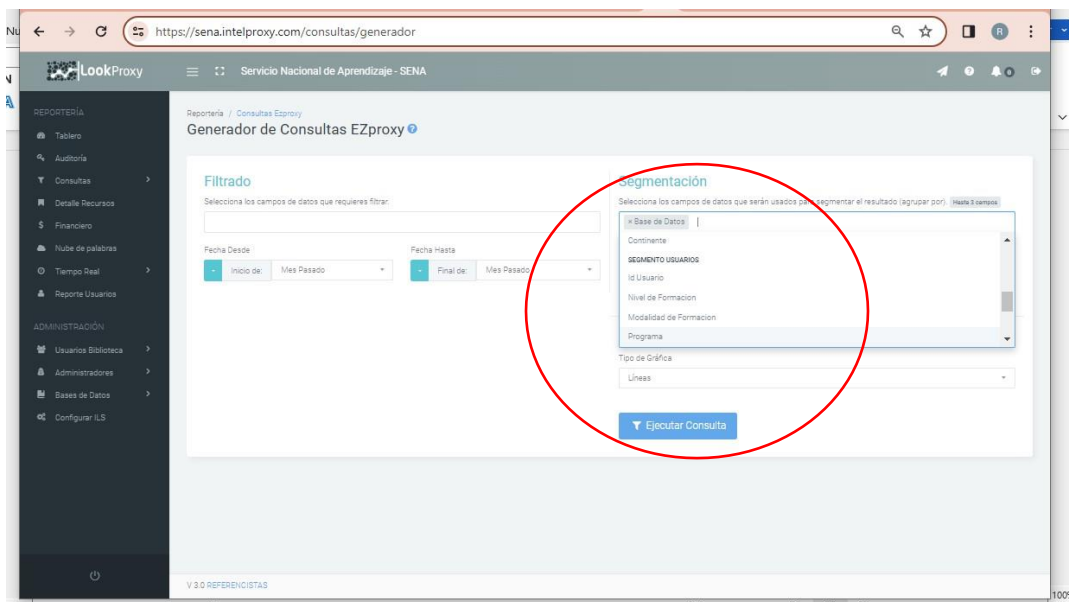 Nu
https://sena.intelproxy.com/consultas/generador
R
LookProxy
Servicio Nacional de Aprendizaje - SENA
0
REPORTERÍA
Tablero
Auditoría
Consultas
Detalle Recursos
Financiero
Nube de palabras
Tiempo Real
Reporte Usuarios
ADMINISTRACIÓN
Usuarios Biblioteca
Administradores
Bases de Datos
Configurar ILS
Reportería / Consultas Ezproxy
Generador de Consultas EZproxy
Filtrado
Selecciona los campos de datos que requieres filtrar.
Fecha Desde
Fecha Hasta
- Inicio de: Mes Pasado
- Final de: Mes Pasado
Segmentación
Selecciona los campos de datos que serán usados para segmentar el resultado (agrupar por). Hasta 3 campos
× Base de Datos
Continente
SEGMENTO USUARIOS
Id Usuario
Nivel de Formacion
Modalidad de Formacion
Programa
Tipo de Gráfica
Líneas
Ejecutar Consulta
V 3.0 REFERENCISTAS